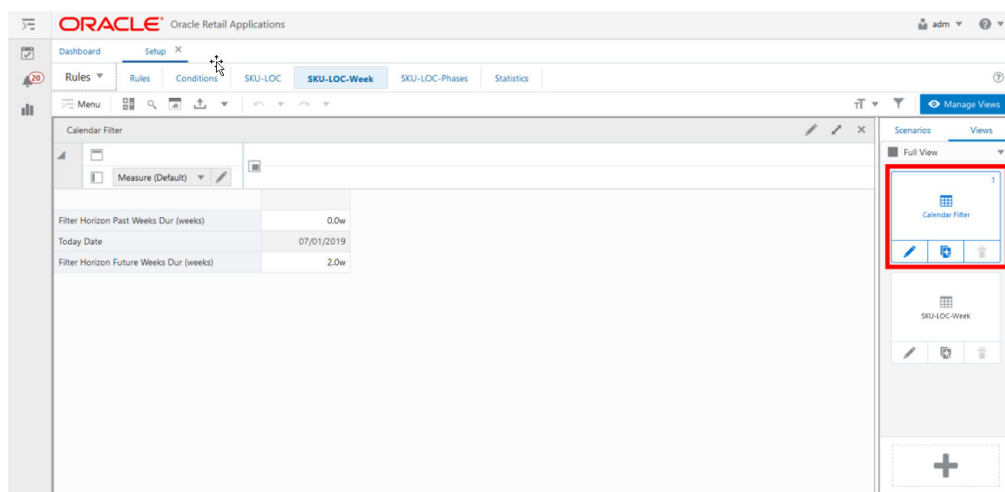 ORACLE® Oracle Retail Applications
adm
Dashboard Setup
20
Rules Rules Conditions SKU-LOC SKU-LOC-Week SKU-LOC-Phases Statistics
Menu
Manage Views
Calendar Filter
Scenarios Views
Full View
Measure (Default)
1
Calendar Filter
Filter Horizon Past Weeks Dur (weeks) 0.0w
Today Date 07/01/2019
Filter Horizon Future Weeks Dur (weeks) 2.0w
SKU-LOC-Week